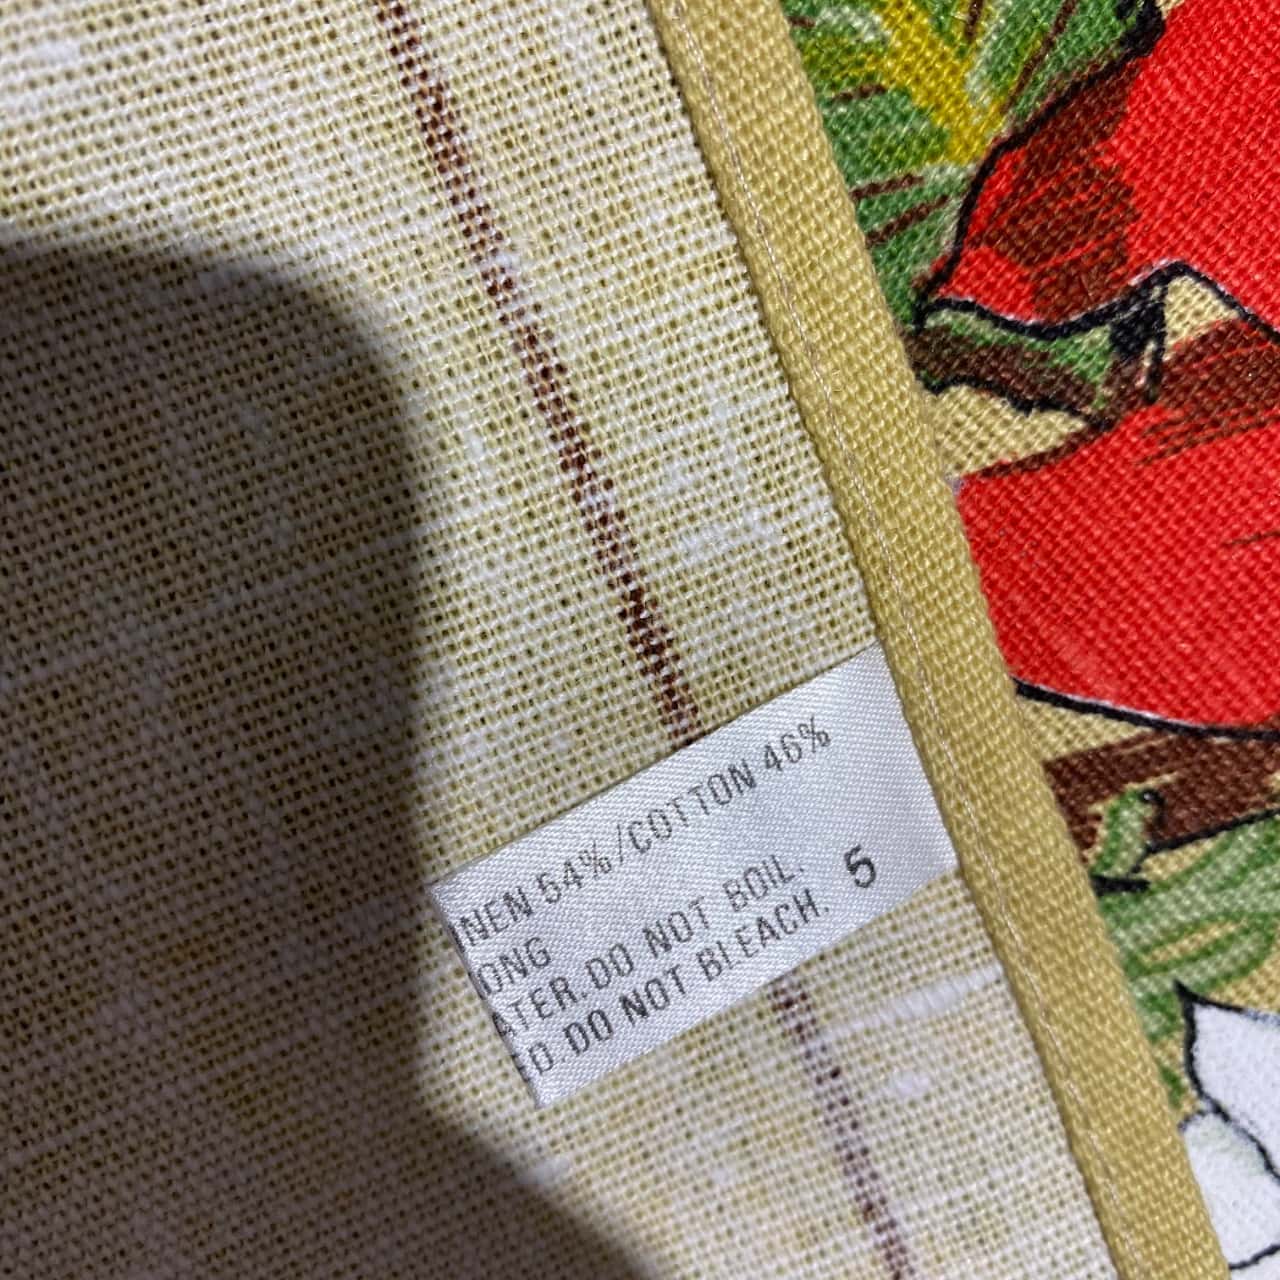 NEN 54%/COTTON 46%
ONG
ATER. DO NOT BOIL.
D. DO NOT BLEACH. 5